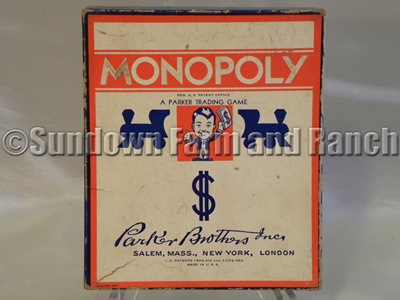 MONOPOLY
REG. U.S. PATENT OFFICE
A PARKER TRADING GAME
©Sundown Farm and Ranch©
$
Parker Brothers Inc.
SALEM, MASS., NEW YORK, LONDON
MADE IN U.S.A.